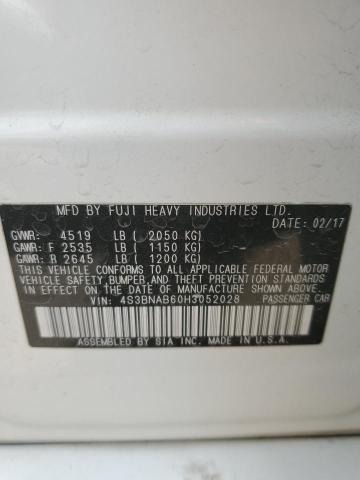 MFD BY FUJI HEAVY INDUSTRIES LTD.
DATE: 02/17
GVWR: 4519 LB ( 2050 KG)
GAWR: F 2535 LB ( 1150 KG)
GAWR: R 2645 LB ( 1200 KG)
THIS VEHICLE CONFORMS TO ALL APPLICABLE FEDERAL MOTOR
VEHICLE SAFETY, BUMPER, AND THEFT PREVENTION STANDARDS
IN EFFECT ON THE DATE OF MANUFACTURE SHOWN ABOVE.
VIN: 4S3BNAB60H3052028 PASSENGER CAR
ASSEMBLED BY SIA INC. MADE IN U.S.A.